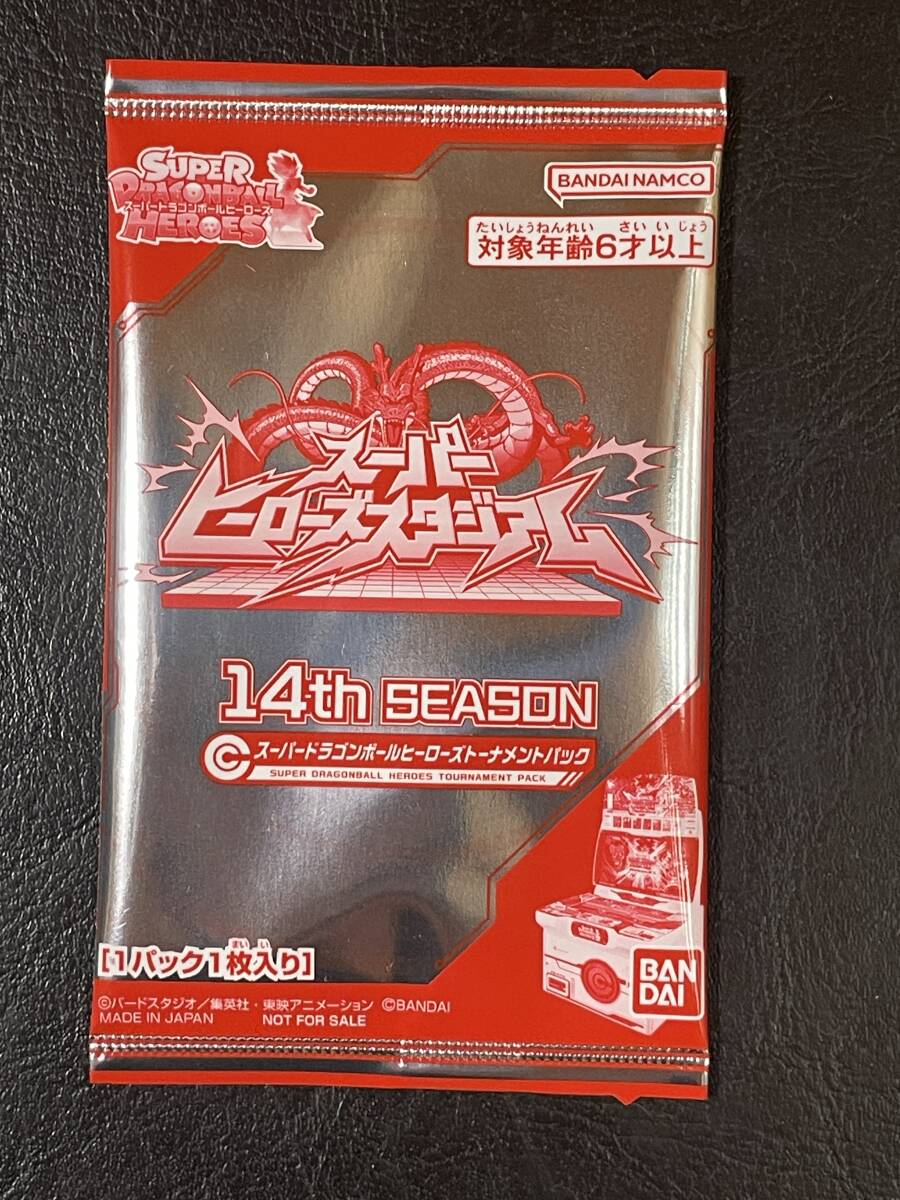 SUPER
DRAGONBALL
スーパードラゴンボールヒーローズ
HEROES
BANDAI NAMCO
たいしょうねんれい さいいじょう
対象年齢6才以上
スーパー
ヒーローズスタジアム
14th SEASON
C スーパードラゴンボールヒーローズトーナメントパック
SUPER DRAGONBALL HEROES TOURNAMENT PACK
まいい
[1パック1枚入り]
BAN
DAI
©バードスタジオ/集英社・東映アニメーション ©BANDAI
MADE IN JAPAN NOT FOR SALE